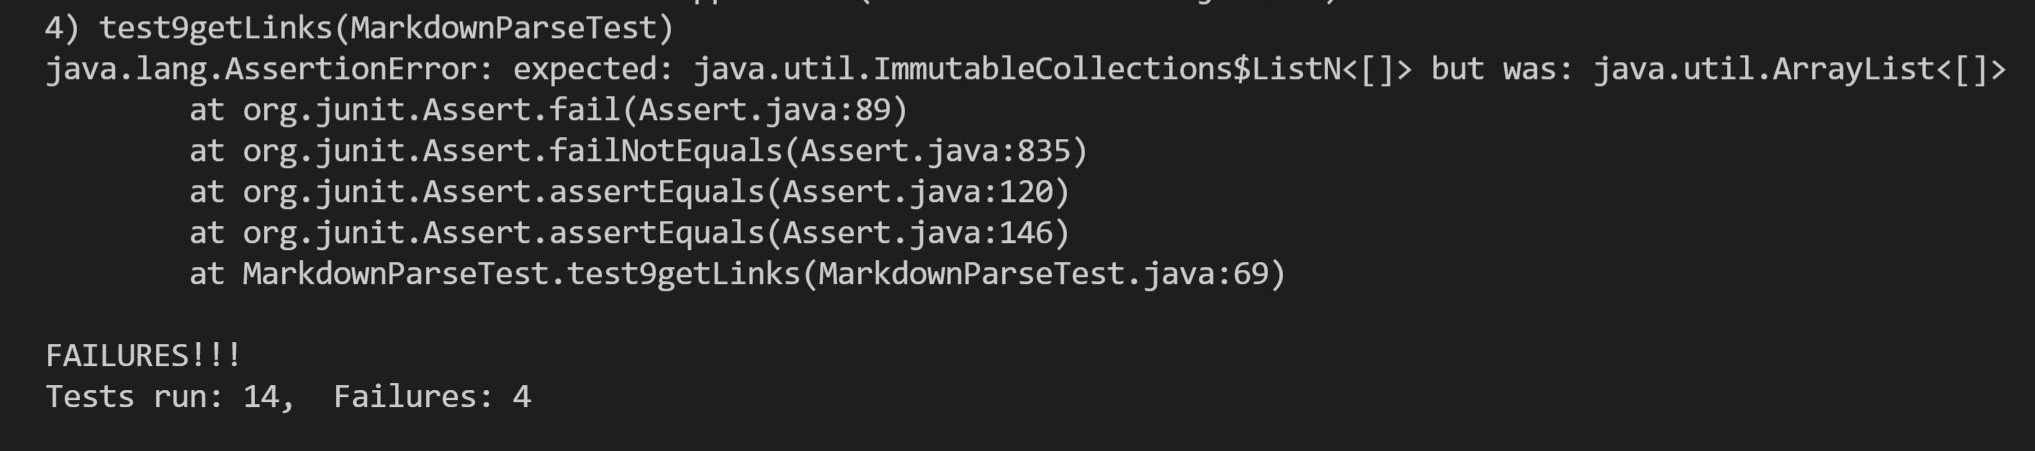 4) test9getLinks(MarkdownParseTest)
java.lang.AssertionError: expected: java.util.ImmutableCollections$ListN<[]> but was: java.util.ArrayList<[]>
        at org.junit.Assert.fail(Assert.java:89)
        at org.junit.Assert.failNotEquals(Assert.java:835)
        at org.junit.Assert.assertEquals(Assert.java:120)
        at org.junit.Assert.assertEquals(Assert.java:146)
        at MarkdownParseTest.test9getLinks(MarkdownParseTest.java:69)
FAILURES!!!
Tests run: 14,  Failures: 4